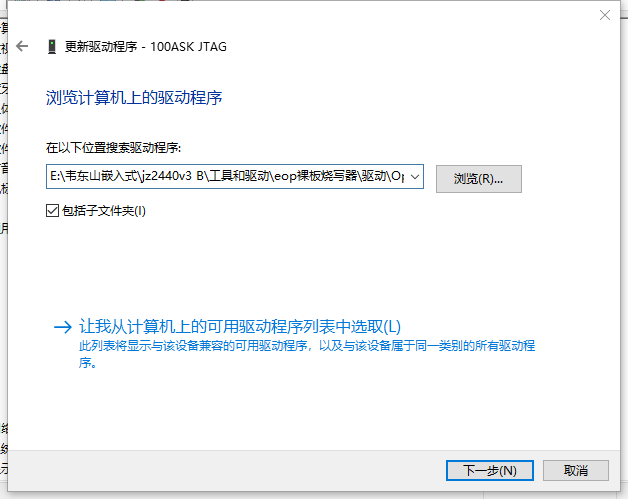 更新驱动程序 - 100ASK JTAG
浏览计算机上的驱动程序
在以下位置搜索驱动程序:
E:\韦东山嵌入式\jz2440v3 B\工具和驱动\eop裸板烧写器\驱动\Op
浏览(R)...
包括子文件夹(I)
让我从计算机上的可用驱动程序列表中选取(L)
此列表将显示与该设备兼容的可用驱动程序，以及与该设备属于同一类别的所有驱动程
序。
下一步(N)
取消